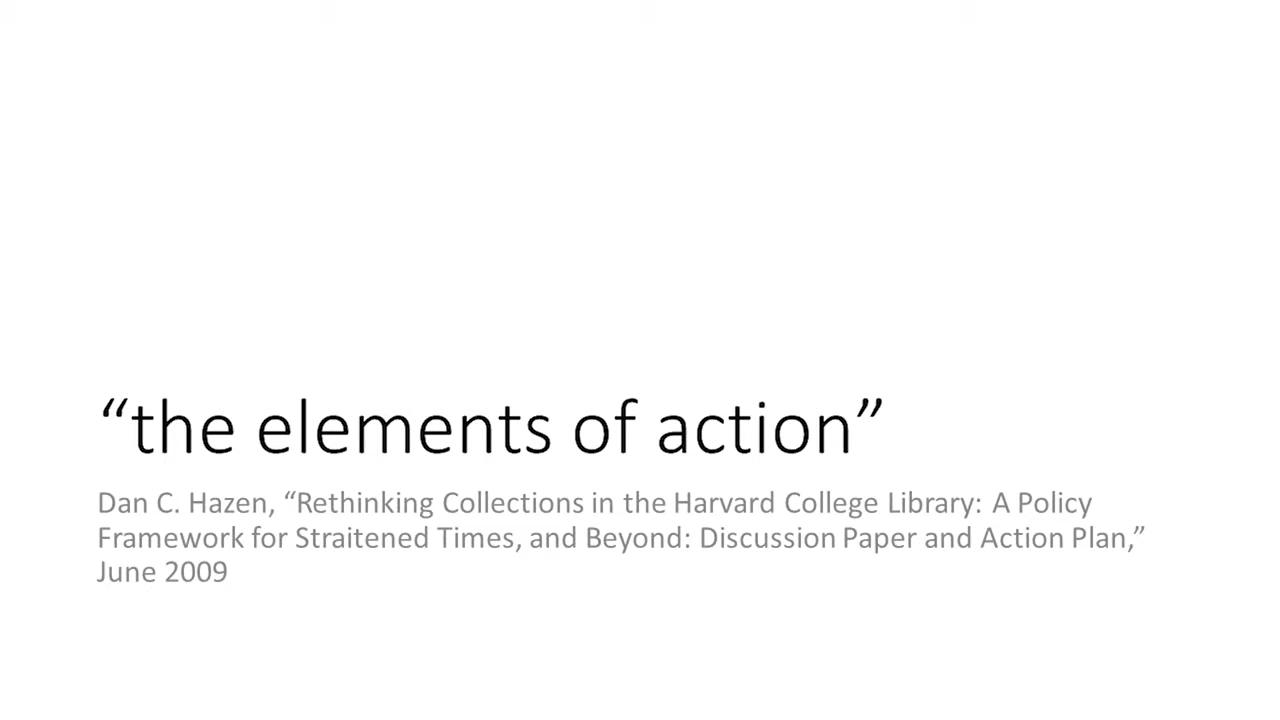 “the elements of action”
Dan C. Hazen, “Rethinking Collections in the Harvard College Library: A Policy
Framework for Straitened Times, and Beyond: Discussion Paper and Action Plan,”
June 2009